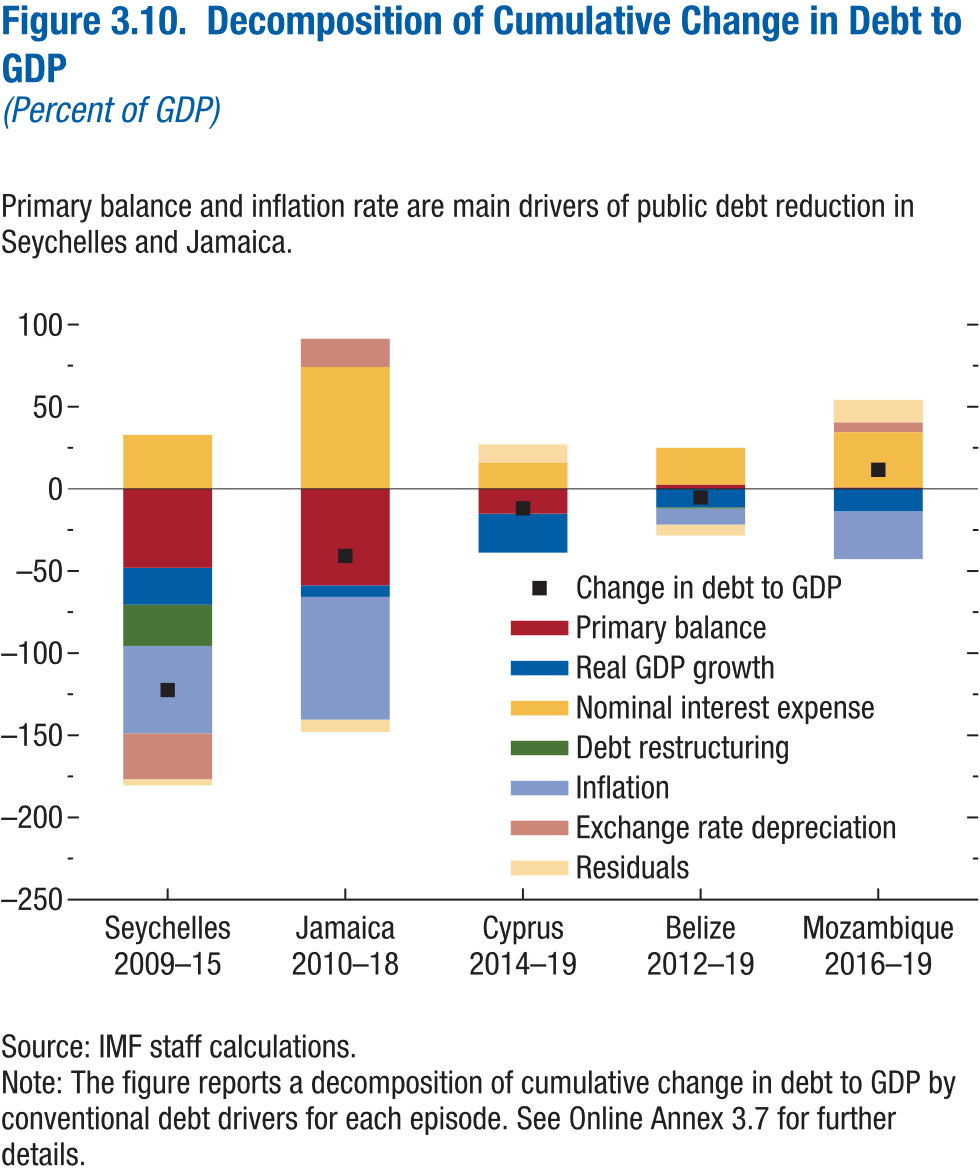 Figure 3.10.  Decomposition of Cumulative Change in Debt to
GDP
(Percent of GDP)
Primary balance and inflation rate are main drivers of public debt reduction in
Seychelles and Jamaica.
100
50
0
–50
–100
–150
–200
–250
Change in debt to GDP
Primary balance
Real GDP growth
Nominal interest expense
Debt restructuring
Inflation
Exchange rate depreciation
Residuals
Seychelles
2009–15
Jamaica
2010–18
Cyprus
2014–19
Belize
2012–19
Mozambique
2016–19
Source: IMF staff calculations.
Note: The figure reports a decomposition of cumulative change in debt to GDP by
conventional debt drivers for each episode. See Online Annex 3.7 for further
details.